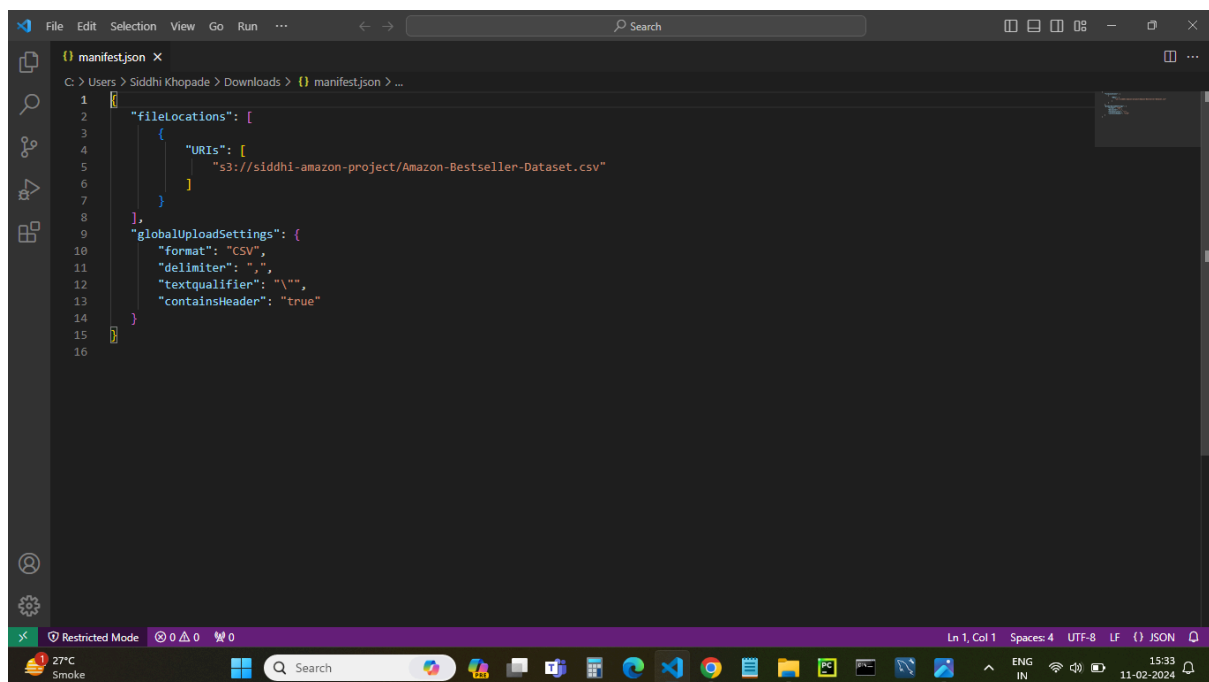 File Edit Selection View Go Run ··· Search
{} manifest.json
C: > Users > Siddhi Khopade > Downloads > {} manifest.json > ...
1 {
2 "fileLocations": [
3 {
4 "URIs": [
5 "s3://siddhi-amazon-project/Amazon-Bestseller-Dataset.csv"
6 ]
7 }
8 ],
9 "globalUploadSettings": {
10 "format": "CSV",
11 "delimiter": ",",
12 "textqualifier": "\"",
13 "containsHeader": "true"
14 }
15 }
16
Restricted Mode 0 0 0 Ln 1, Col 1 Spaces: 4 UTF-8 LF {} JSON
1 27°C Search PRE PC ENG 15:33
Smoke IN 11-02-2024